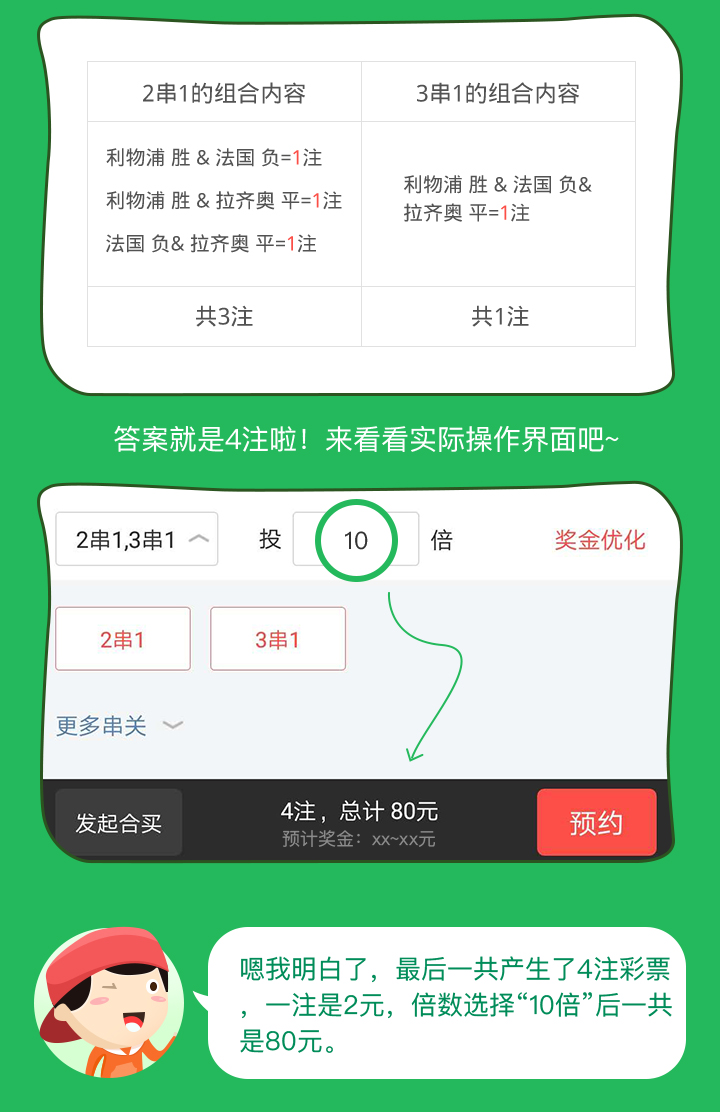 2串1的组合内容
3串1的组合内容
利物浦 胜 & 法国 负=1注
利物浦 胜 & 拉齐奥 平=1注
法国 负& 拉齐奥 平=1注
利物浦 胜 & 法国 负&
拉齐奥 平=1注
共3注
共1注
答案就是4注啦！来看看实际操作界面吧~
2串1,3串1
投
10
倍
奖金优化
2串1
3串1
更多串关
发起合买
4注，总计 80元
预计奖金：xx~xx元
预约
嗯我明白了，最后一共产生了4注彩票
，一注是2元，倍数选择“10倍”后一共
是80元。